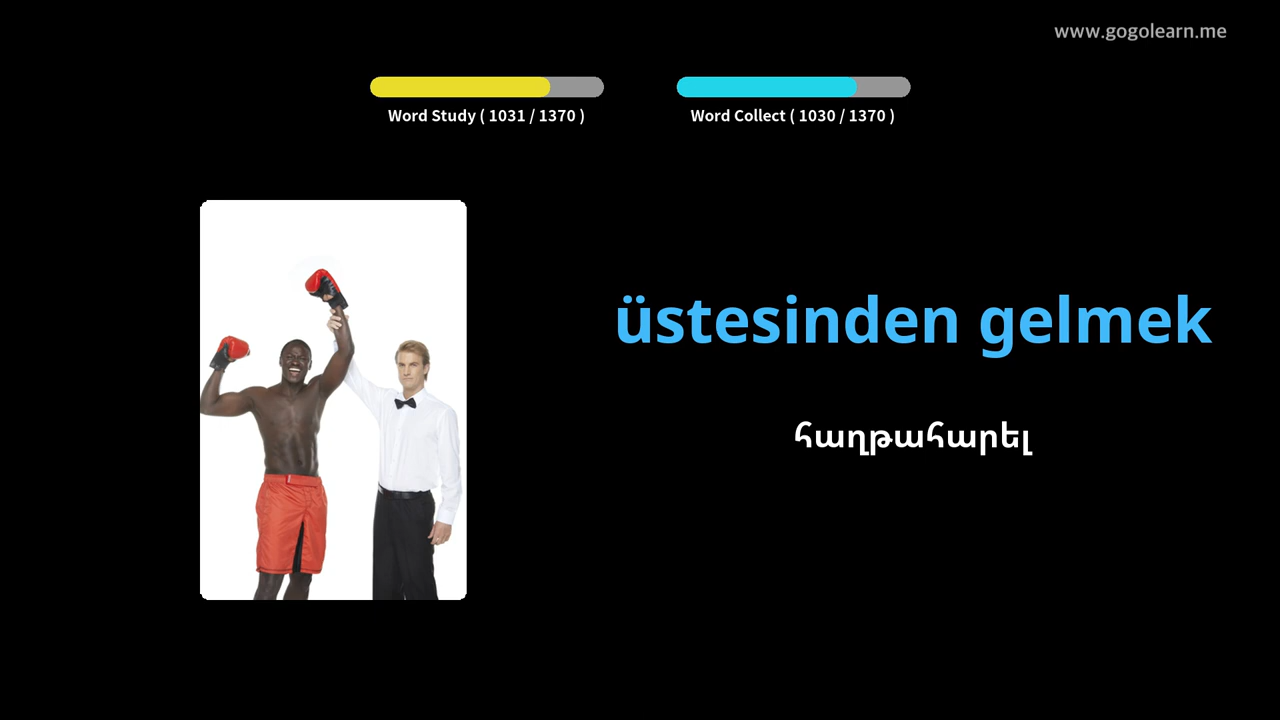 www.gogolearn.me
Word Study ( 1031 / 1370 )
Word Collect ( 1030 / 1370 )
üstesinden gelmek
հաղթահարել